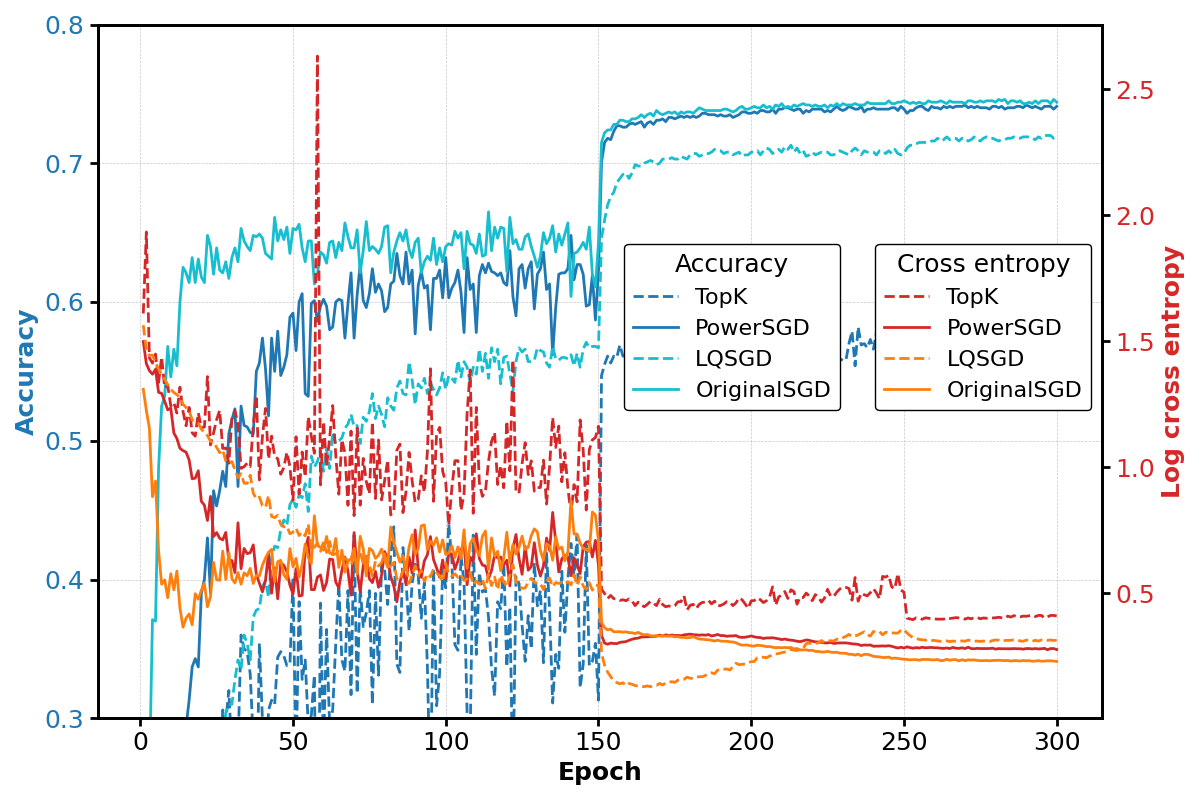 0.8
0.7
0.6
0.5
0.4
0.3
Accuracy
2.5
2.0
1.5
1.0
0.5
Log cross entropy
Accuracy
TopK
PowerSGD
LQSGD
OriginalSGD
Cross entropy
TopK
PowerSGD
LQSGD
OriginalSGD
0 50 100 150 200 250 300
Epoch